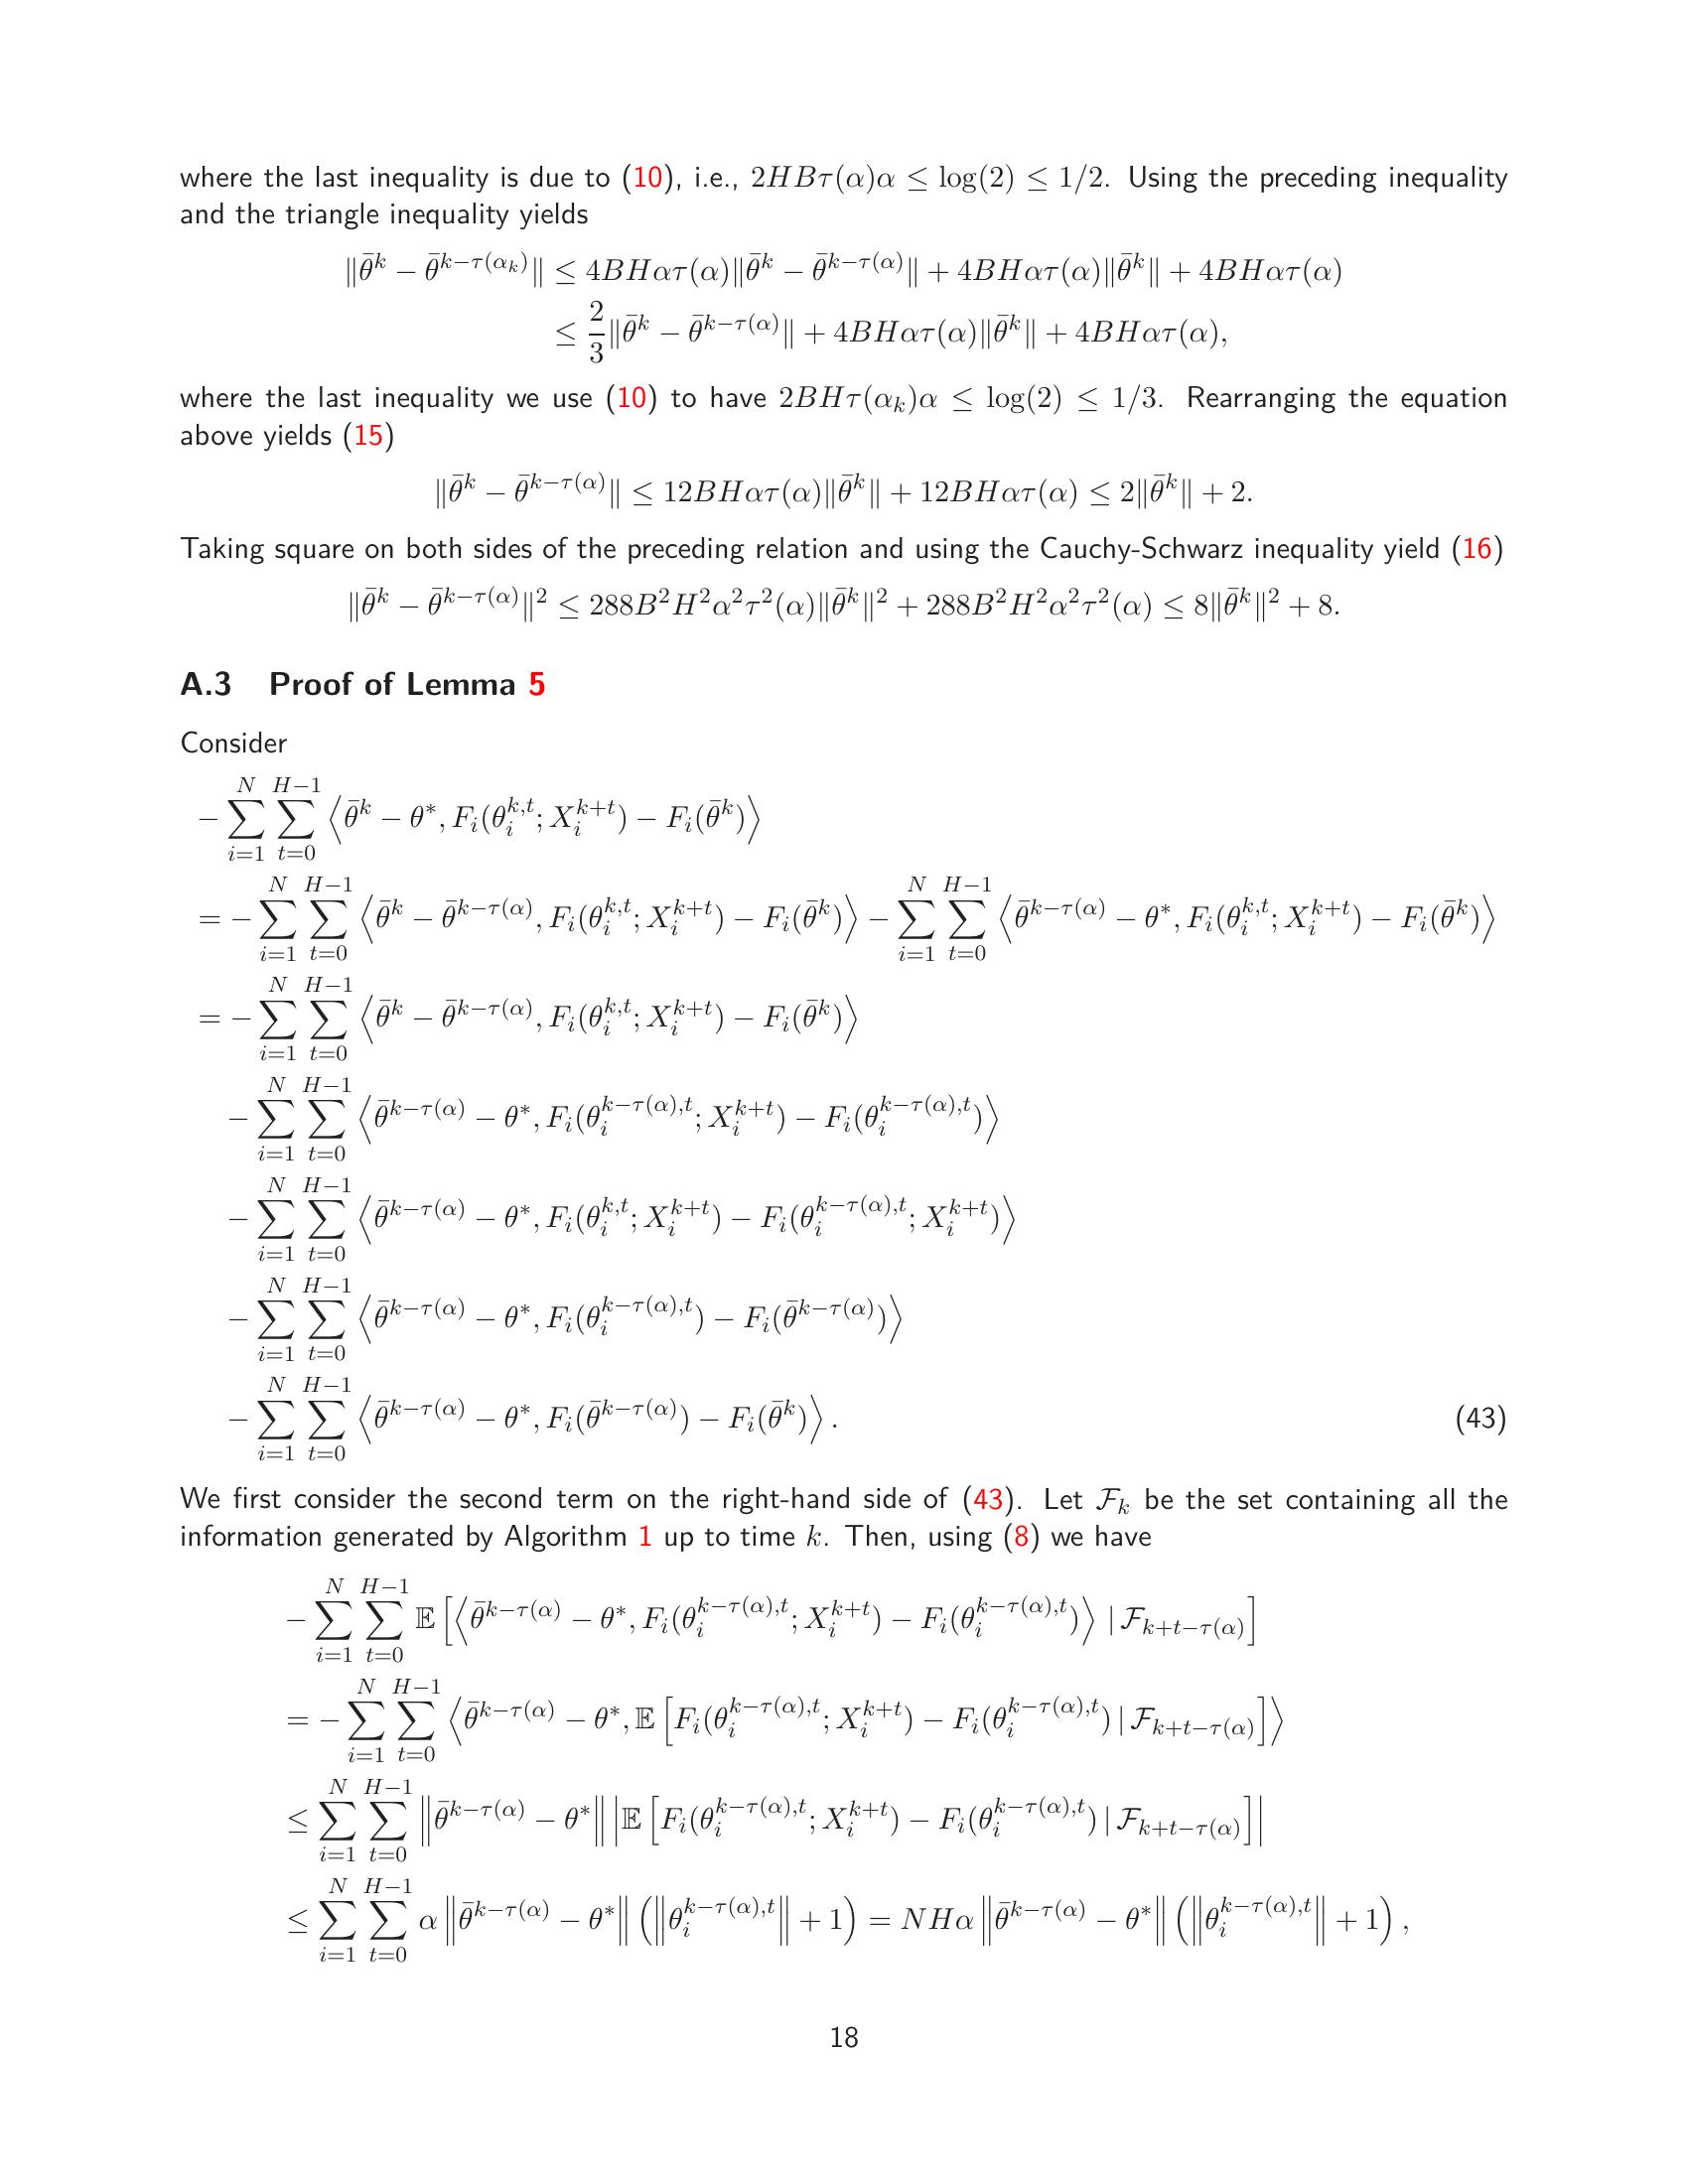 where the last inequality is due to (10), i.e., $2HB\tau(\alpha)\alpha \leq \log(2) \leq 1/2$. Using the preceding inequality
and the triangle inequality yields
$\|\bar{\theta}^k - \bar{\theta}^{k-\tau(\alpha_k)}\| \leq 4BH\alpha\tau(\alpha)\|\bar{\theta}^k - \bar{\theta}^{k-\tau(\alpha)}\| + 4BH\alpha\tau(\alpha)\|\bar{\theta}^k\| + 4BH\alpha\tau(\alpha)$
$\leq \frac{2}{3}\|\bar{\theta}^k - \bar{\theta}^{k-\tau(\alpha)}\| + 4BH\alpha\tau(\alpha)\|\bar{\theta}^k\| + 4BH\alpha\tau(\alpha),$
where the last inequality we use (10) to have $2BH\tau(\alpha_k)\alpha \leq \log(2) \leq 1/3$. Rearranging the equation
above yields (15)
$\|\bar{\theta}^k - \bar{\theta}^{k-\tau(\alpha)}\| \leq 12BH\alpha\tau(\alpha)\|\bar{\theta}^k\| + 12BH\alpha\tau(\alpha) \leq 2\|\bar{\theta}^k\| + 2.$
Taking square on both sides of the preceding relation and using the Cauchy-Schwarz inequality yield (16)
$\|\bar{\theta}^k - \bar{\theta}^{k-\tau(\alpha)}\|^2 \leq 288B^2H^2\alpha^2\tau^2(\alpha)\|\bar{\theta}^k\|^2 + 288B^2H^2\alpha^2\tau^2(\alpha) \leq 8\|\bar{\theta}^k\|^2 + 8.$
A.3 Proof of Lemma 5
Consider
$-\sum_{i=1}^{N}\sum_{t=0}^{H-1}\left\langle \bar{\theta}^k - \theta^*, F_i(\theta_i^{k,t}; X_i^{k+t}) - F_i(\bar{\theta}^k)\right\rangle$
$= -\sum_{i=1}^{N}\sum_{t=0}^{H-1}\left\langle \bar{\theta}^k - \bar{\theta}^{k-\tau(\alpha)}, F_i(\theta_i^{k,t}; X_i^{k+t}) - F_i(\bar{\theta}^k)\right\rangle - \sum_{i=1}^{N}\sum_{t=0}^{H-1}\left\langle \bar{\theta}^{k-\tau(\alpha)} - \theta^*, F_i(\theta_i^{k,t}; X_i^{k+t}) - F_i(\bar{\theta}^k)\right\rangle$
$= -\sum_{i=1}^{N}\sum_{t=0}^{H-1}\left\langle \bar{\theta}^k - \bar{\theta}^{k-\tau(\alpha)}, F_i(\theta_i^{k,t}; X_i^{k+t}) - F_i(\bar{\theta}^k)\right\rangle$
$-\sum_{i=1}^{N}\sum_{t=0}^{H-1}\left\langle \bar{\theta}^{k-\tau(\alpha)} - \theta^*, F_i(\theta_i^{k-\tau(\alpha),t}; X_i^{k+t}) - F_i(\theta_i^{k-\tau(\alpha),t})\right\rangle$
$-\sum_{i=1}^{N}\sum_{t=0}^{H-1}\left\langle \bar{\theta}^{k-\tau(\alpha)} - \theta^*, F_i(\theta_i^{k,t}; X_i^{k+t}) - F_i(\theta_i^{k-\tau(\alpha),t}; X_i^{k+t})\right\rangle$
$-\sum_{i=1}^{N}\sum_{t=0}^{H-1}\left\langle \bar{\theta}^{k-\tau(\alpha)} - \theta^*, F_i(\theta_i^{k-\tau(\alpha),t}) - F_i(\bar{\theta}^{k-\tau(\alpha)})\right\rangle$
$-\sum_{i=1}^{N}\sum_{t=0}^{H-1}\left\langle \bar{\theta}^{k-\tau(\alpha)} - \theta^*, F_i(\bar{\theta}^{k-\tau(\alpha)}) - F_i(\bar{\theta}^k)\right\rangle.$ (43)
We first consider the second term on the right-hand side of (43). Let $\mathcal{F}_k$ be the set containing all the
information generated by Algorithm 1 up to time $k$. Then, using (8) we have
$-\sum_{i=1}^{N}\sum_{t=0}^{H-1}\mathbb{E}\left[\left\langle \bar{\theta}^{k-\tau(\alpha)} - \theta^*, F_i(\theta_i^{k-\tau(\alpha),t}; X_i^{k+t}) - F_i(\theta_i^{k-\tau(\alpha),t})\right\rangle \mid \mathcal{F}_{k+t-\tau(\alpha)}\right]$
$= -\sum_{i=1}^{N}\sum_{t=0}^{H-1}\left\langle \bar{\theta}^{k-\tau(\alpha)} - \theta^*, \mathbb{E}\left[F_i(\theta_i^{k-\tau(\alpha),t}; X_i^{k+t}) - F_i(\theta_i^{k-\tau(\alpha),t}) \mid \mathcal{F}_{k+t-\tau(\alpha)}\right]\right\rangle$
$\leq \sum_{i=1}^{N}\sum_{t=0}^{H-1}\left\|\bar{\theta}^{k-\tau(\alpha)} - \theta^*\right\|\left|\mathbb{E}\left[F_i(\theta_i^{k-\tau(\alpha),t}; X_i^{k+t}) - F_i(\theta_i^{k-\tau(\alpha),t}) \mid \mathcal{F}_{k+t-\tau(\alpha)}\right]\right|$
$\leq \sum_{i=1}^{N}\sum_{t=0}^{H-1}\alpha\left\|\bar{\theta}^{k-\tau(\alpha)} - \theta^*\right\|\left(\left\|\theta_i^{k-\tau(\alpha),t}\right\| + 1\right) = NH\alpha\left\|\bar{\theta}^{k-\tau(\alpha)} - \theta^*\right\|\left(\left\|\theta_i^{k-\tau(\alpha),t}\right\| + 1\right),$
18